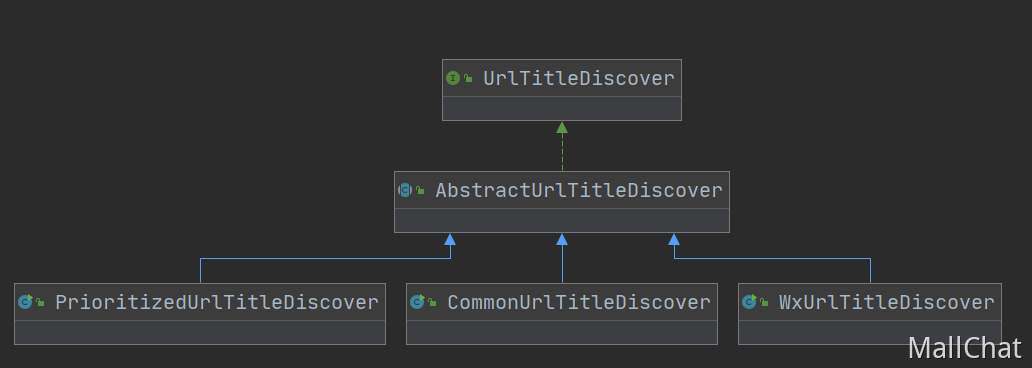 UrlTitleDiscover
AbstractUrlTitleDiscover
PrioritizedUrlTitleDiscover
CommonUrlTitleDiscover
WxUrlTitleDiscover
MallChat